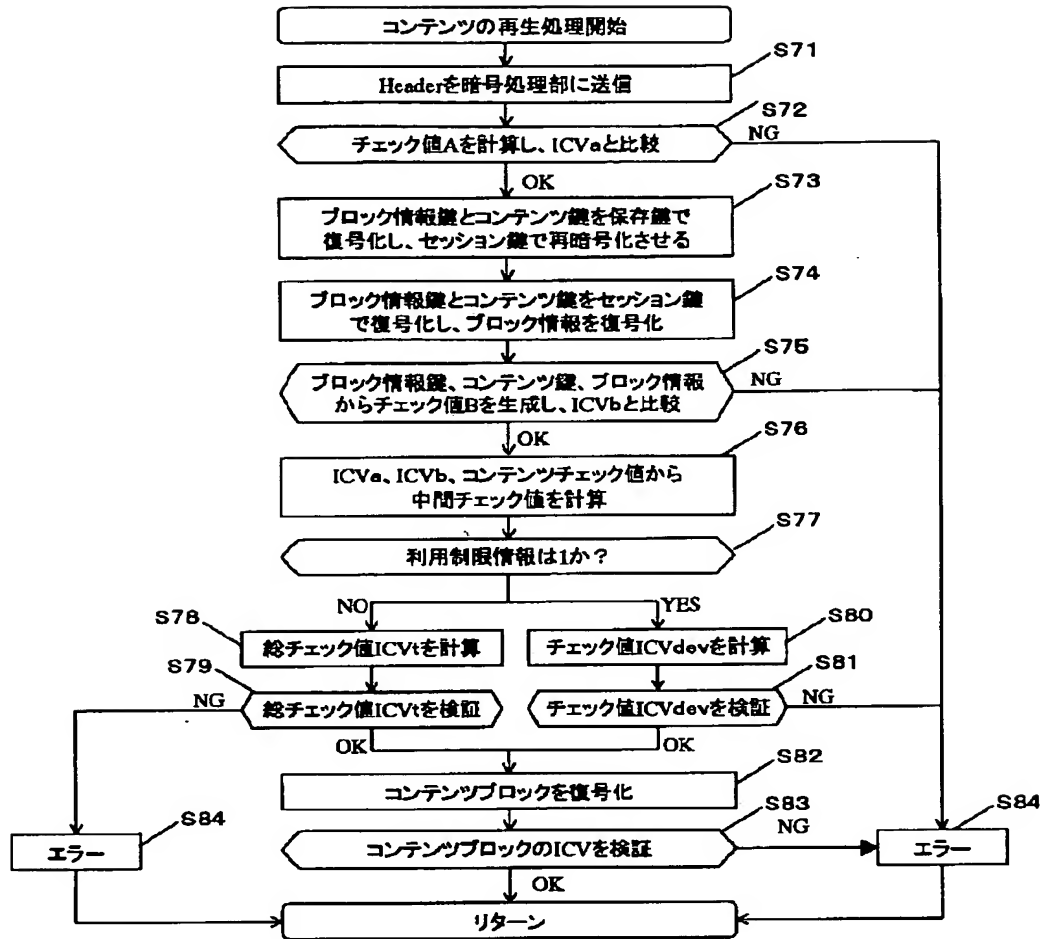 コンテンツの再生処理開始
S71
Headerを暗号処理部に送信
S72
チェック値Aを計算し、ICVaと比較
NG
OK
S73
ブロック情報鍵とコンテンツ鍵を保存鍵で
復号化し、セッション鍵で再暗号化させる
S74
ブロック情報鍵とコンテンツ鍵をセッション鍵
で復号化し、ブロック情報を復号化
S75
ブロック情報鍵、コンテンツ鍵、ブロック情報
からチェック値Bを生成し、ICVbと比較
NG
OK
S76
ICVa、ICVb、コンテンツチェック値から
中間チェック値を計算
S77
利用制限情報は1か?
NO
YES
S78
総チェック値ICVtを計算
S80
チェック値ICVdevを計算
S79
総チェック値ICVtを検証
NG
S81
チェック値ICVdevを検証
NG
OK
OK
S82
コンテンツブロックを復号化
S83
コンテンツブロックのICVを検証
NG
S84
エラー
S84
エラー
OK
リターン